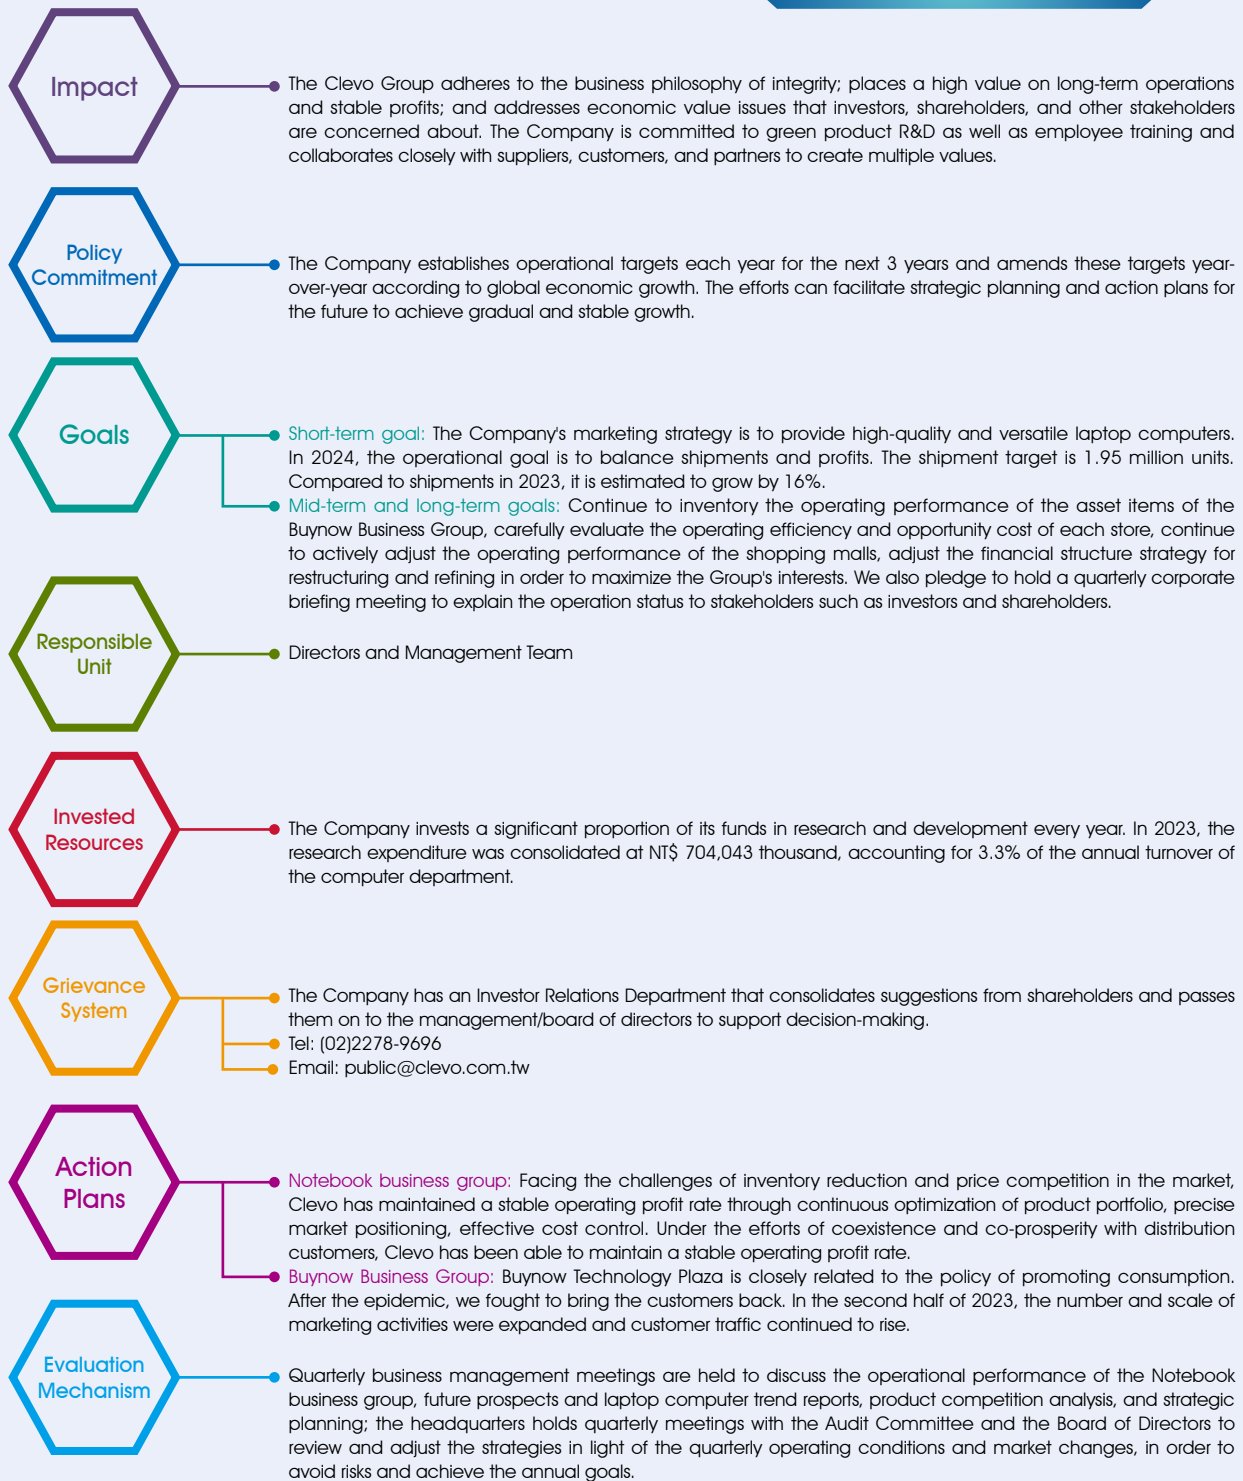 Impact
The Clevo Group adheres to the business philosophy of integrity; places a high value on long-term operations
and stable profits; and addresses economic value issues that investors, shareholders, and other stakeholders
are concerned about. The Company is committed to green product R&D as well as employee training and
collaborates closely with suppliers, customers, and partners to create multiple values.
Policy
Commitment
The Company establishes operational targets each year for the next 3 years and amends these targets year-
over-year according to global economic growth. The efforts can facilitate strategic planning and action plans for
the future to achieve gradual and stable growth.
Goals
Short-term goal: The Company's marketing strategy is to provide high-quality and versatile laptop computers.
In 2024, the operational goal is to balance shipments and profits. The shipment target is 1.95 million units.
Compared to shipments in 2023, it is estimated to grow by 16%.
Mid-term and long-term goals: Continue to inventory the operating performance of the asset items of the
Buynow Business Group, carefully evaluate the operating efficiency and opportunity cost of each store, continue
to actively adjust the operating performance of the shopping malls, adjust the financial structure strategy for
restructuring and refining in order to maximize the Group's interests. We also pledge to hold a quarterly corporate
briefing meeting to explain the operation status to stakeholders such as investors and shareholders.
Responsible
Unit
Directors and Management Team
Invested
Resources
The Company invests a significant proportion of its funds in research and development every year. In 2023, the
research expenditure was consolidated at NT$ 704,043 thousand, accounting for 3.3% of the annual turnover of
the computer department.
Grievance
System
The Company has an Investor Relations Department that consolidates suggestions from shareholders and passes
them on to the management/board of directors to support decision-making.
Tel: (02)2278-9696
Email: public@clevo.com.tw
Action
Plans
Notebook business group: Facing the challenges of inventory reduction and price competition in the market,
Clevo has maintained a stable operating profit rate through continuous optimization of product portfolio, precise
market positioning, effective cost control. Under the efforts of coexistence and co-prosperity with distribution
customers, Clevo has been able to maintain a stable operating profit rate.
Buynow Business Group: Buynow Technology Plaza is closely related to the policy of promoting consumption.
After the epidemic, we fought to bring the customers back. In the second half of 2023, the number and scale of
marketing activities were expanded and customer traffic continued to rise.
Evaluation
Mechanism
Quarterly business management meetings are held to discuss the operational performance of the Notebook
business group, future prospects and laptop computer trend reports, product competition analysis, and strategic
planning; the headquarters holds quarterly meetings with the Audit Committee and the Board of Directors to
review and adjust the strategies in light of the quarterly operating conditions and market changes, in order to
avoid risks and achieve the annual goals.